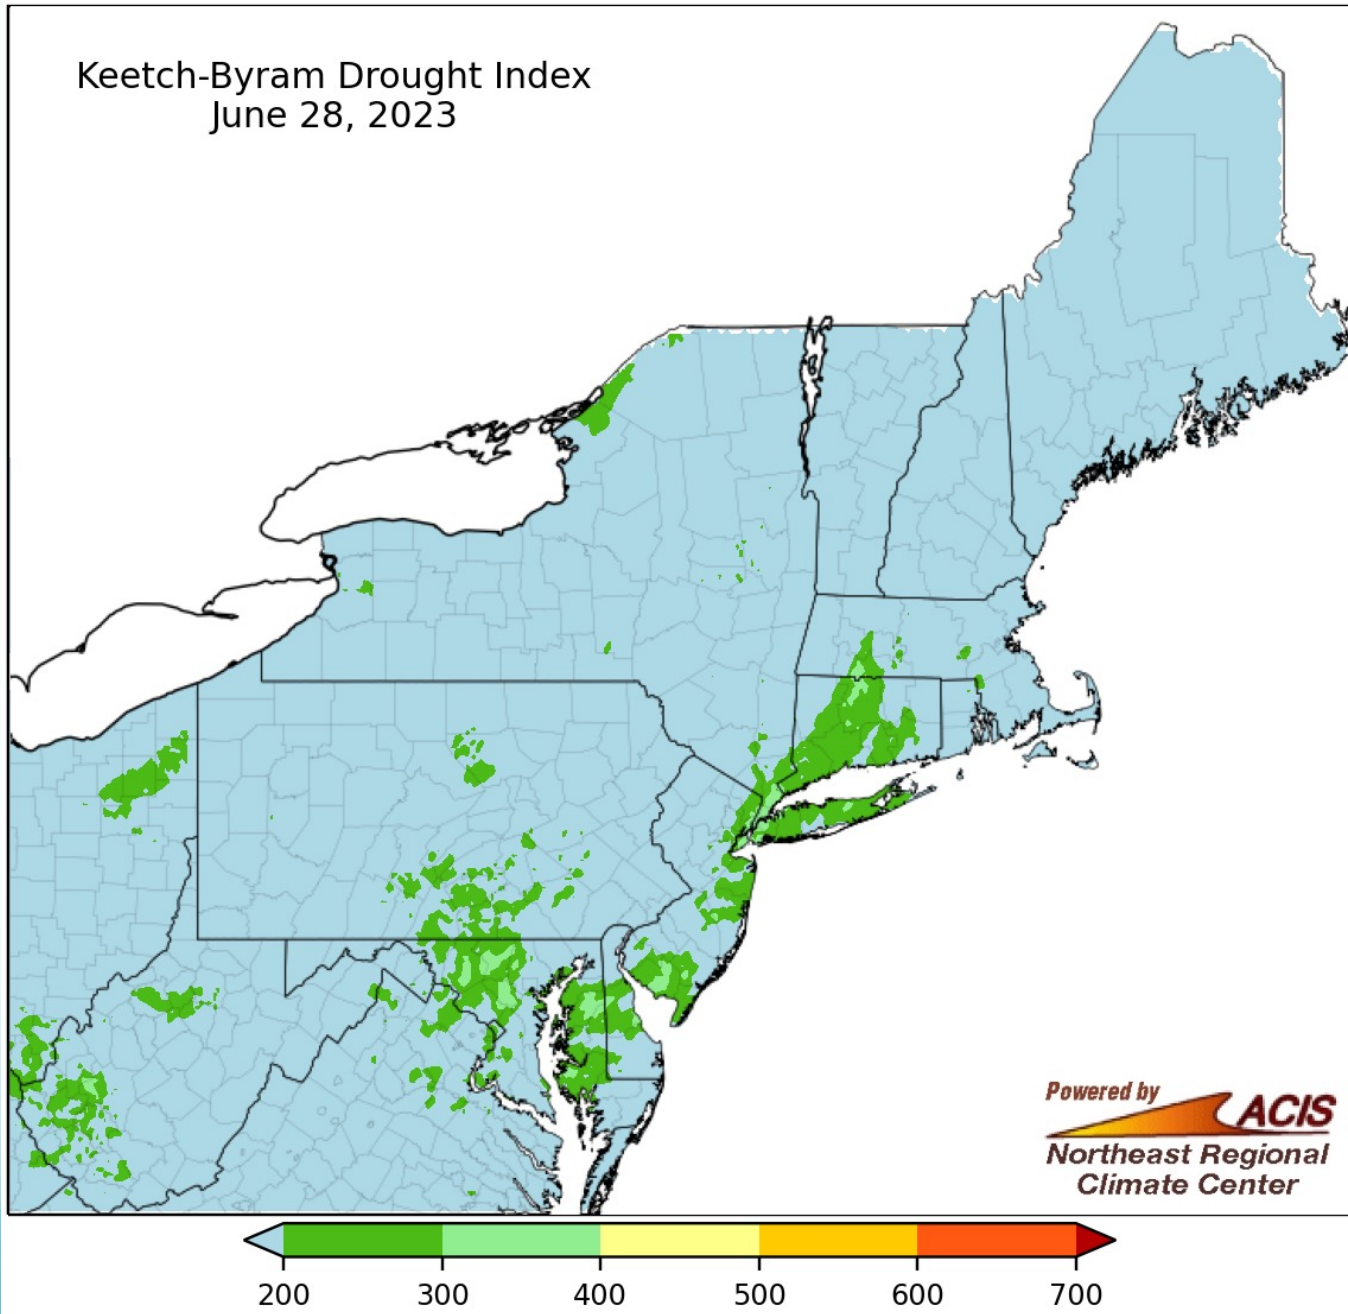 Keetch-Byram Drought Index
June 28, 2023
Powered by
ACIS
Northeast Regional
Climate Center
200 300 400 500 600 700